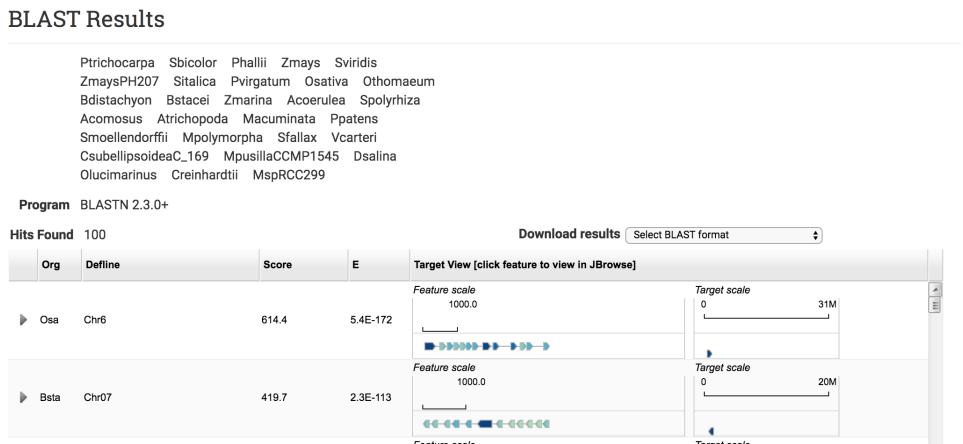 BLAST Results
Ptrichocarpa Sbicolor Phallii Zmays Sviridis
ZmaysPH207 Sitalica Pvirgatum Osativa Othomaeum
Bdistachyon Bstacei Zmarina Acoerulea Spolyrhiza
Acomosus Atrichopoda Macuminata Ppatens
Smoellendorffii Mpolymorpha Sfallax Vcarteri
CsubellipsoideaC_169 MpusillaCCMP1545 Dsalina
Olucimarinus Creinhardtii MspRCC299
Program BLASTN 2.3.0+
Hits Found 100 Download results Select BLAST format
Org Defline Score E Target View [click feature to view in JBrowse]
Feature scale Target scale
1000.0 0 31M
Osa Chr6 614.4 5.4E-172
Feature scale Target scale
1000.0 0 20M
Bsta Chr07 419.7 2.3E-113
Feature scale Target scale